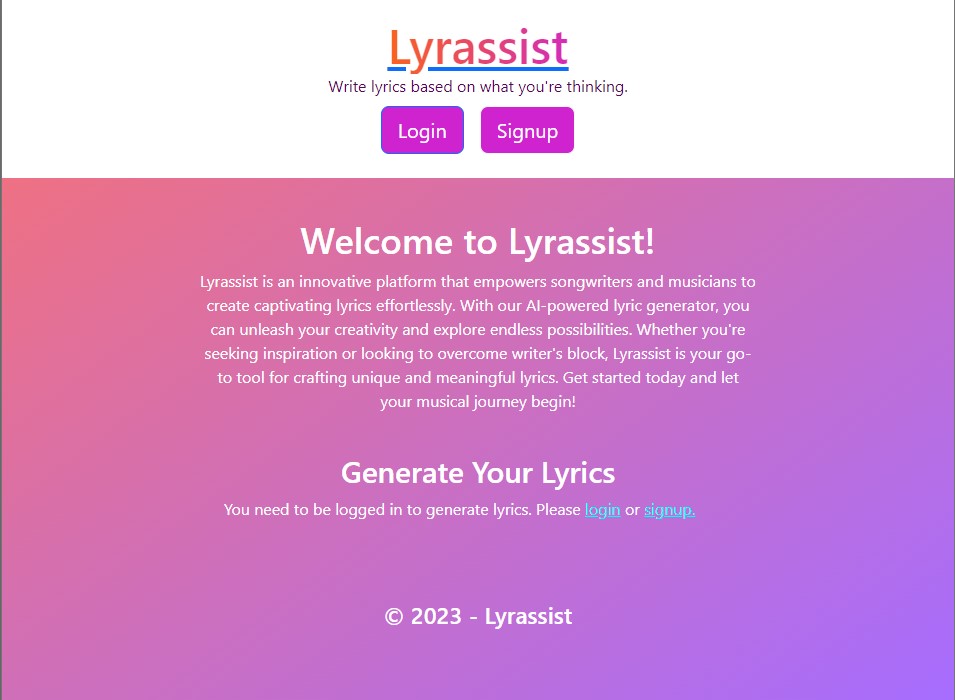 Lyrassist
Write lyrics based on what you're thinking.
Login
Signup
Welcome to Lyrassist!
Lyrassist is an innovative platform that empowers songwriters and musicians to
create captivating lyrics effortlessly. With our AI-powered lyric generator, you
can unleash your creativity and explore endless possibilities. Whether you're
seeking inspiration or looking to overcome writer's block, Lyrassist is your go-
to tool for crafting unique and meaningful lyrics. Get started today and let
your musical journey begin!
Generate Your Lyrics
You need to be logged in to generate lyrics. Please login or signup.
© 2023 - Lyrassist